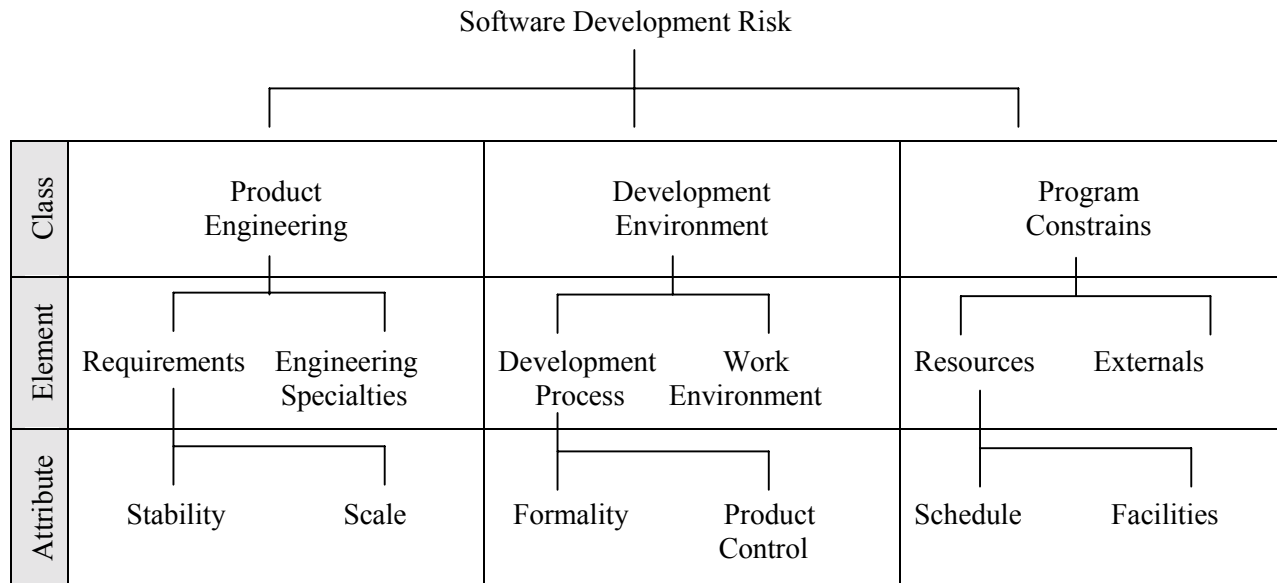 Software Development Risk
Class
Product
Engineering
Development
Environment
Program
Constrains
Element
Requirements
Engineering
Specialties
Development
Process
Work
Environment
Resources
Externals
Attribute
Stability
Scale
Formality
Product
Control
Schedule
Facilities